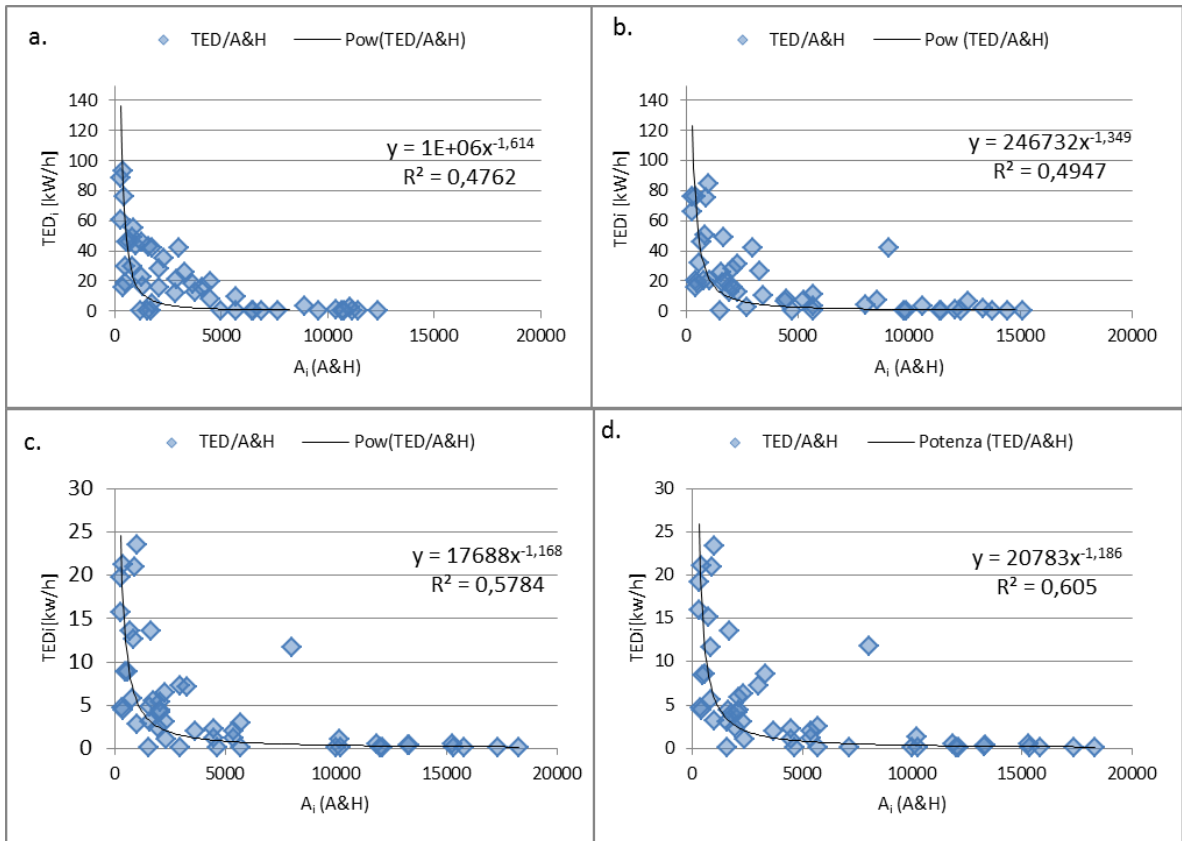 a.
TED/A&H
Pow(TED/A&H)
140
120
100
80
60
40
20
0
TEDᵢ [kW/h]
y = 1E+06x⁻¹,⁶¹⁴
R² = 0,4762
0 5000 10000 15000 20000
Aᵢ (A&H)
b.
TED/A&H
Pow (TED/A&H)
140
120
100
80
60
40
20
0
TEDi [kW/h]
y = 246732x⁻¹,³⁴⁹
R² = 0,4947
0 5000 10000 15000 20000
Aᵢ (A&H)
c.
TED/A&H
Pow(TED/A&H)
30
25
20
15
10
5
0
TEDi[kw/h]
y = 17688x⁻¹,¹⁶⁸
R² = 0,5784
0 5000 10000 15000 20000
Aᵢ (A&H)
d.
TED/A&H
Potenza (TED/A&H)
30
25
20
15
10
5
0
TEDi[kw/h]
y = 20783x⁻¹,¹⁸⁶
R² = 0,605
0 5000 10000 15000 20000
Aᵢ (A&H)